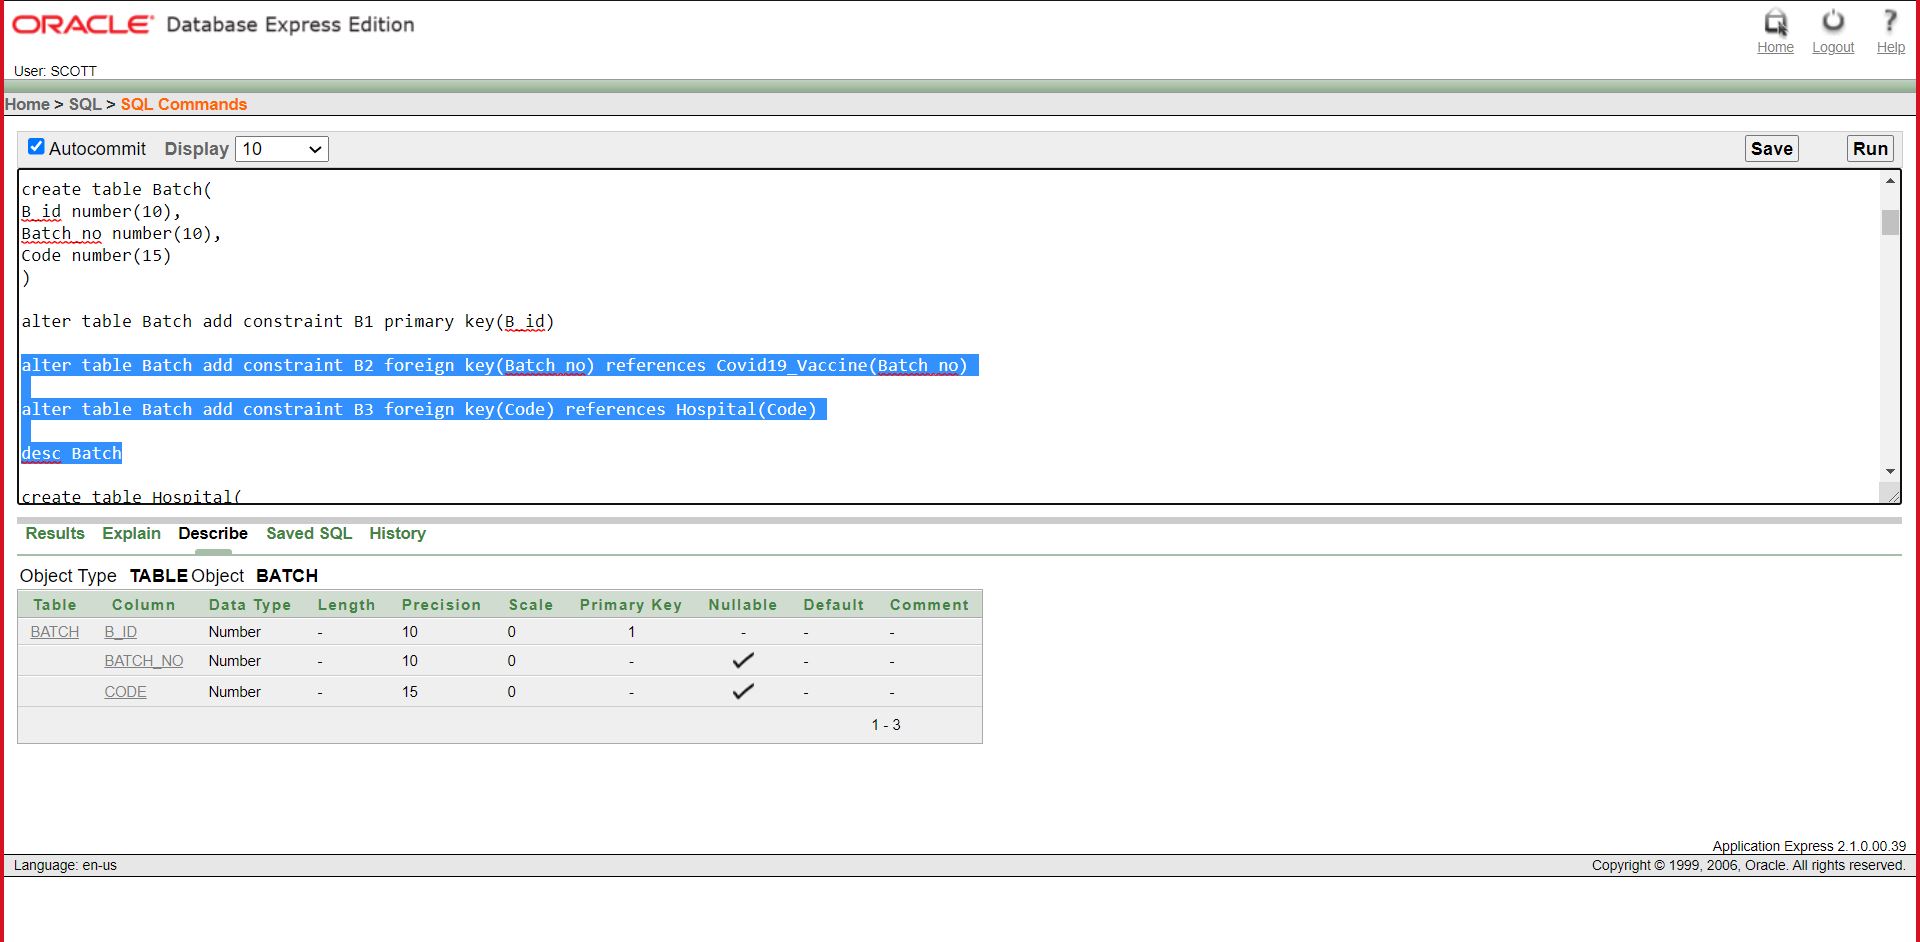 ORACLE Database Express Edition
Home Logout Help
User: SCOTT
Home > SQL > SQL Commands
Autocommit Display 10 Save Run
create table Batch(
B_id number(10),
Batch_no number(10),
Code number(15)
)
alter table Batch add constraint B1 primary key(B_id)
alter table Batch add constraint B2 foreign key(Batch_no) references Covid19_Vaccine(Batch_no)
alter table Batch add constraint B3 foreign key(Code) references Hospital(Code)
desc Batch
create table Hospital(
Results Explain Describe Saved SQL History
Object Type TABLE Object BATCH
Table Column Data Type Length Precision Scale Primary Key Nullable Default Comment
BATCH B_ID Number - 10 0 1 - - -
BATCH_NO Number - 10 0 - ✓ - -
CODE Number - 15 0 - ✓ - -
1 - 3
Application Express 2.1.0.00.39
Language: en-us Copyright © 1999, 2006, Oracle. All rights reserved.